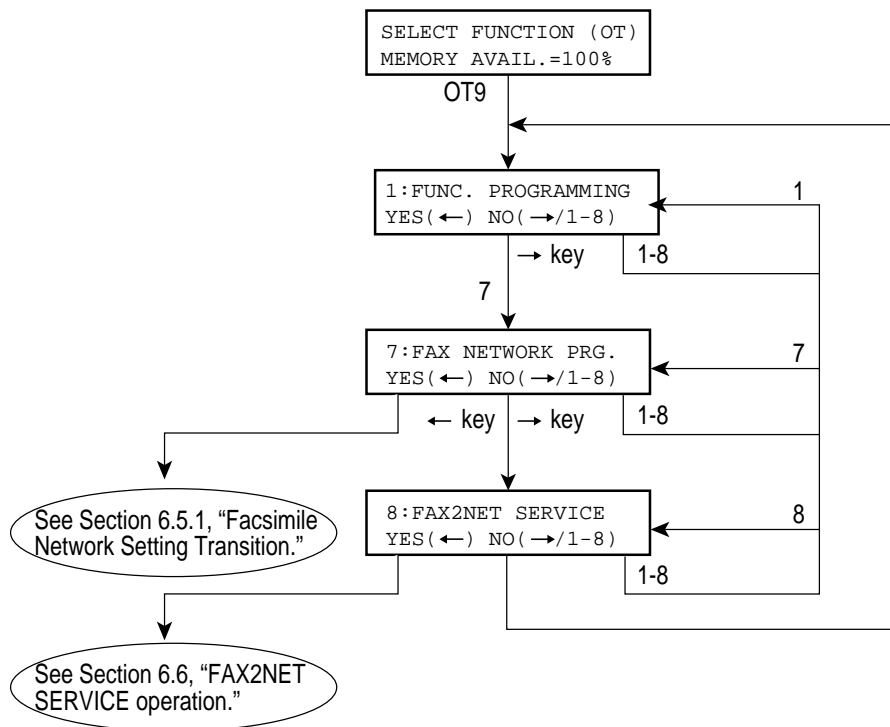 SELECT FUNCTION (OT)
MEMORY AVAIL.=100%
OT9
1:FUNC. PROGRAMMING
YES(←) NO(→/1-8)
1
→ key
1-8
7
7:FAX NETWORK PRG.
YES(←) NO(→/1-8)
7
← key
→ key
1-8
See Section 6.5.1, “Facsimile
Network Setting Transition.”
8:FAX2NET SERVICE
YES(←) NO(→/1-8)
8
1-8
See Section 6.6, “FAX2NET
SERVICE operation.”